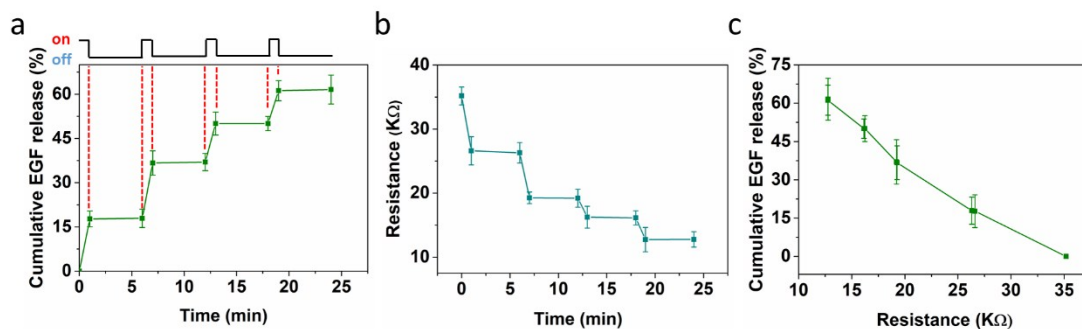 a
on
off
Cumulative EGF release (%)
60
45
30
15
0
0 5 10 15 20 25
Time (min)
b
Resistance (KΩ)
40
30
20
10
0 5 10 15 20 25
Time (min)
c
Cumulative EGF release (%)
75
60
45
30
15
0
10 15 20 25 30 35
Resistance (KΩ)